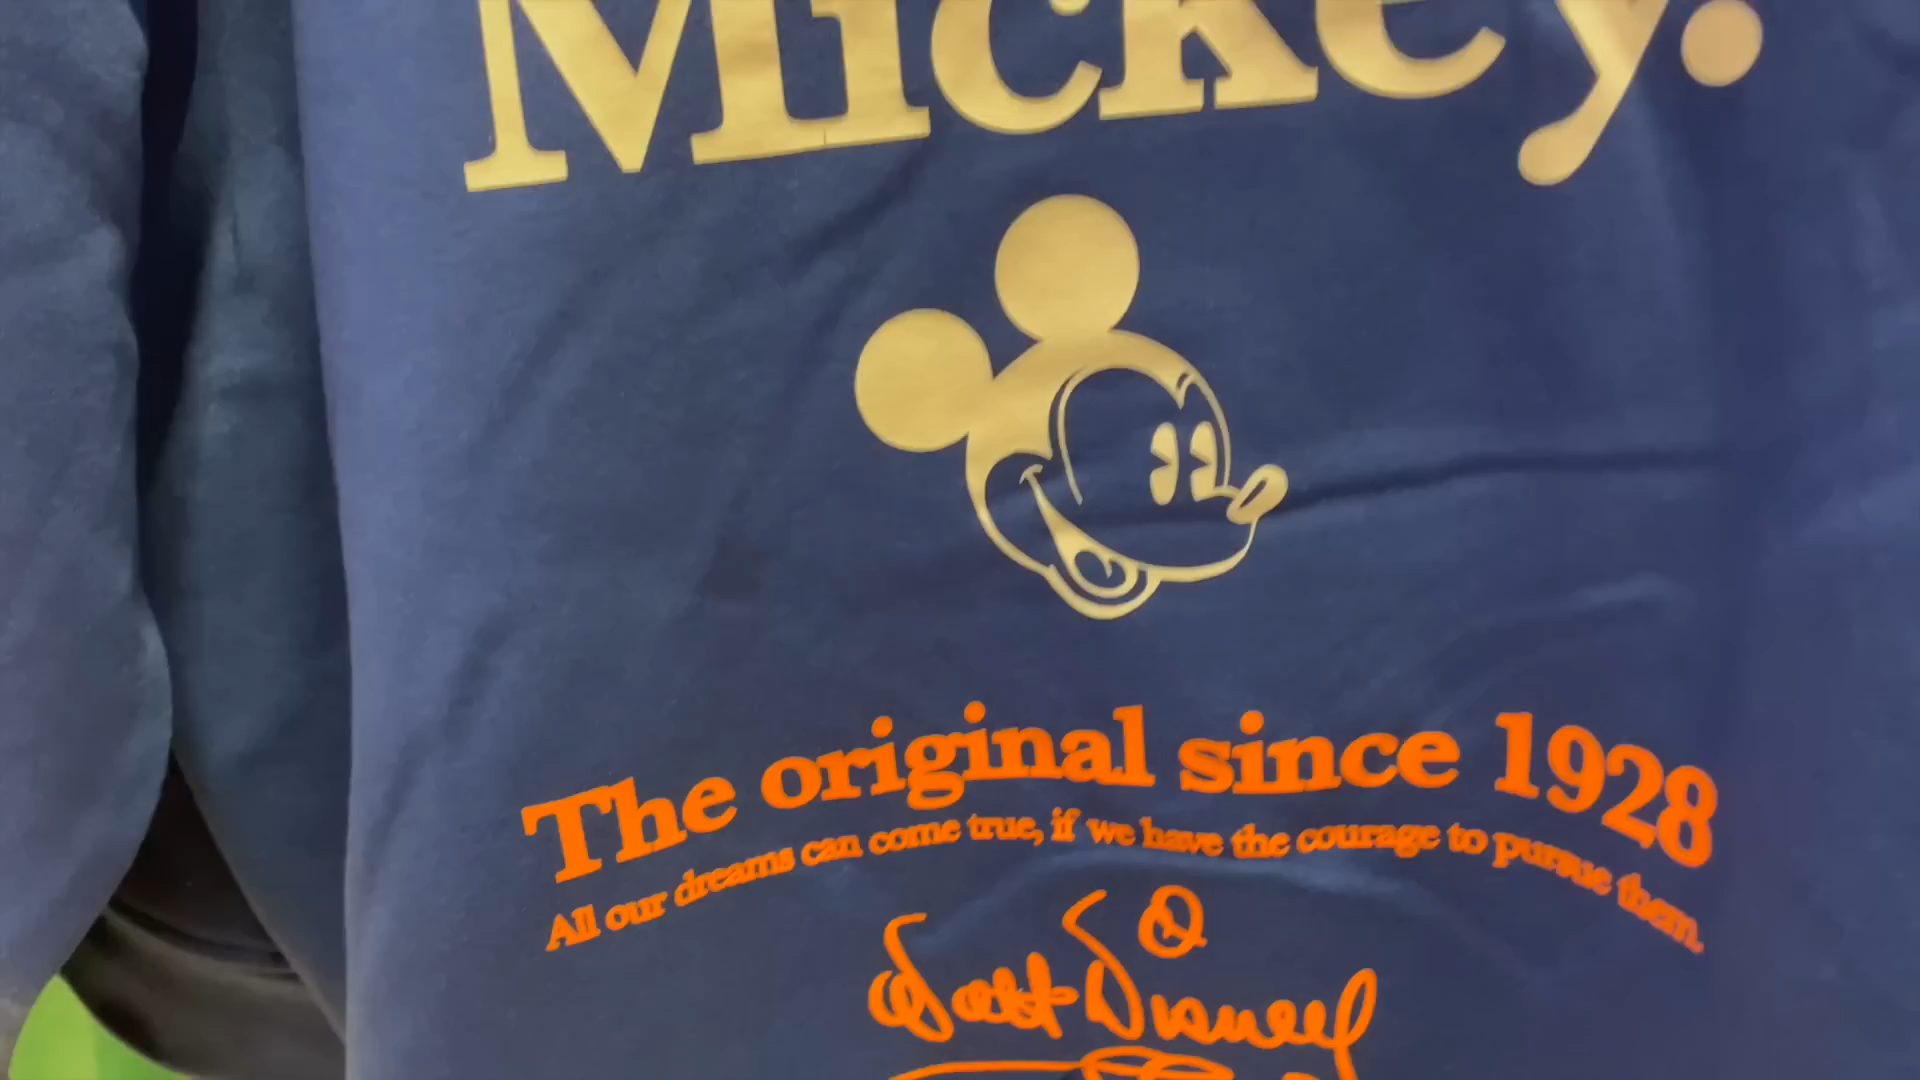 Mickey.
The original since 1928
All our dreams can come true, if we have the courage to pursue them.
Walt Disney